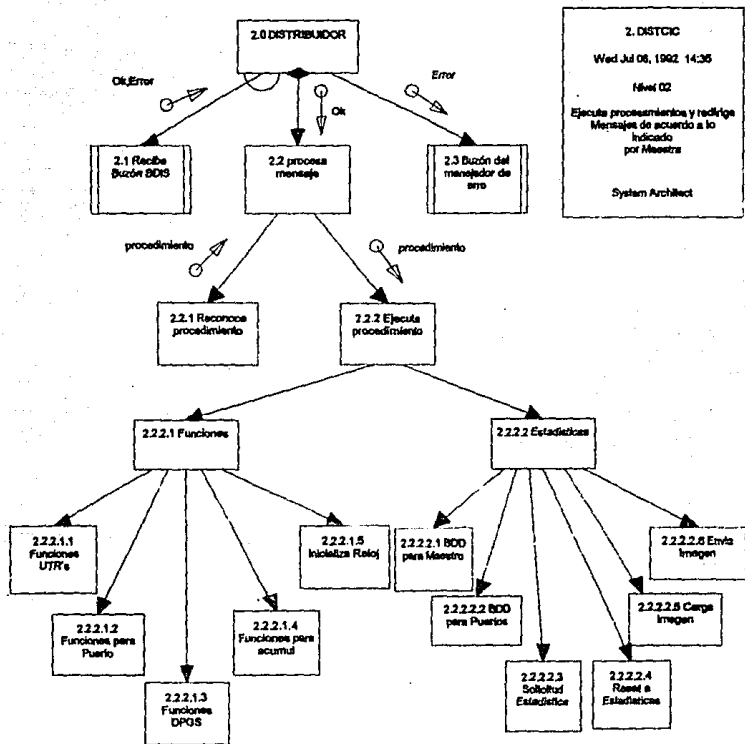 2.0 DISTRIBUIDOR
2. DISTCIC
Wed Jul 08, 1992 14:35
Nivel 02
Ejecuta procesamientos y redirige
Mensajes de acuerdo a lo
Indicado
por Maestra
System Architect
Ok,Error
Ok
Error
2.1 Recibe
Buzón BDIS
2.2 procesa
mensaje
2.3 Buzón del
manejador de
erro
procedimiento
procedimiento
2.2.1 Reconoce
procedimiento
2.2.2 Ejecuta
procedimiento
2.2.2.1 Funciones
2.2.2.2 Estadísticas
2.2.2.1.1
Funciones
UTR's
2.2.2.1.5
Inicializa Reloj
2.2.2.2.1 BDD
para Maestro
2.2.2.2.6 Envia
Imagen
2.2.2.1.2
Funciones para
Puerto
2.2.2.1.4
Funciones para
acumul
2.2.2.2.2 BDD
para Puertos
2.2.2.2.5 Carga
Imagen
2.2.2.1.3
Funciones
DPGS
2.2.2.2.3
Solicitud
Estadística
2.2.2.2.4
Reset a
Estadísticas